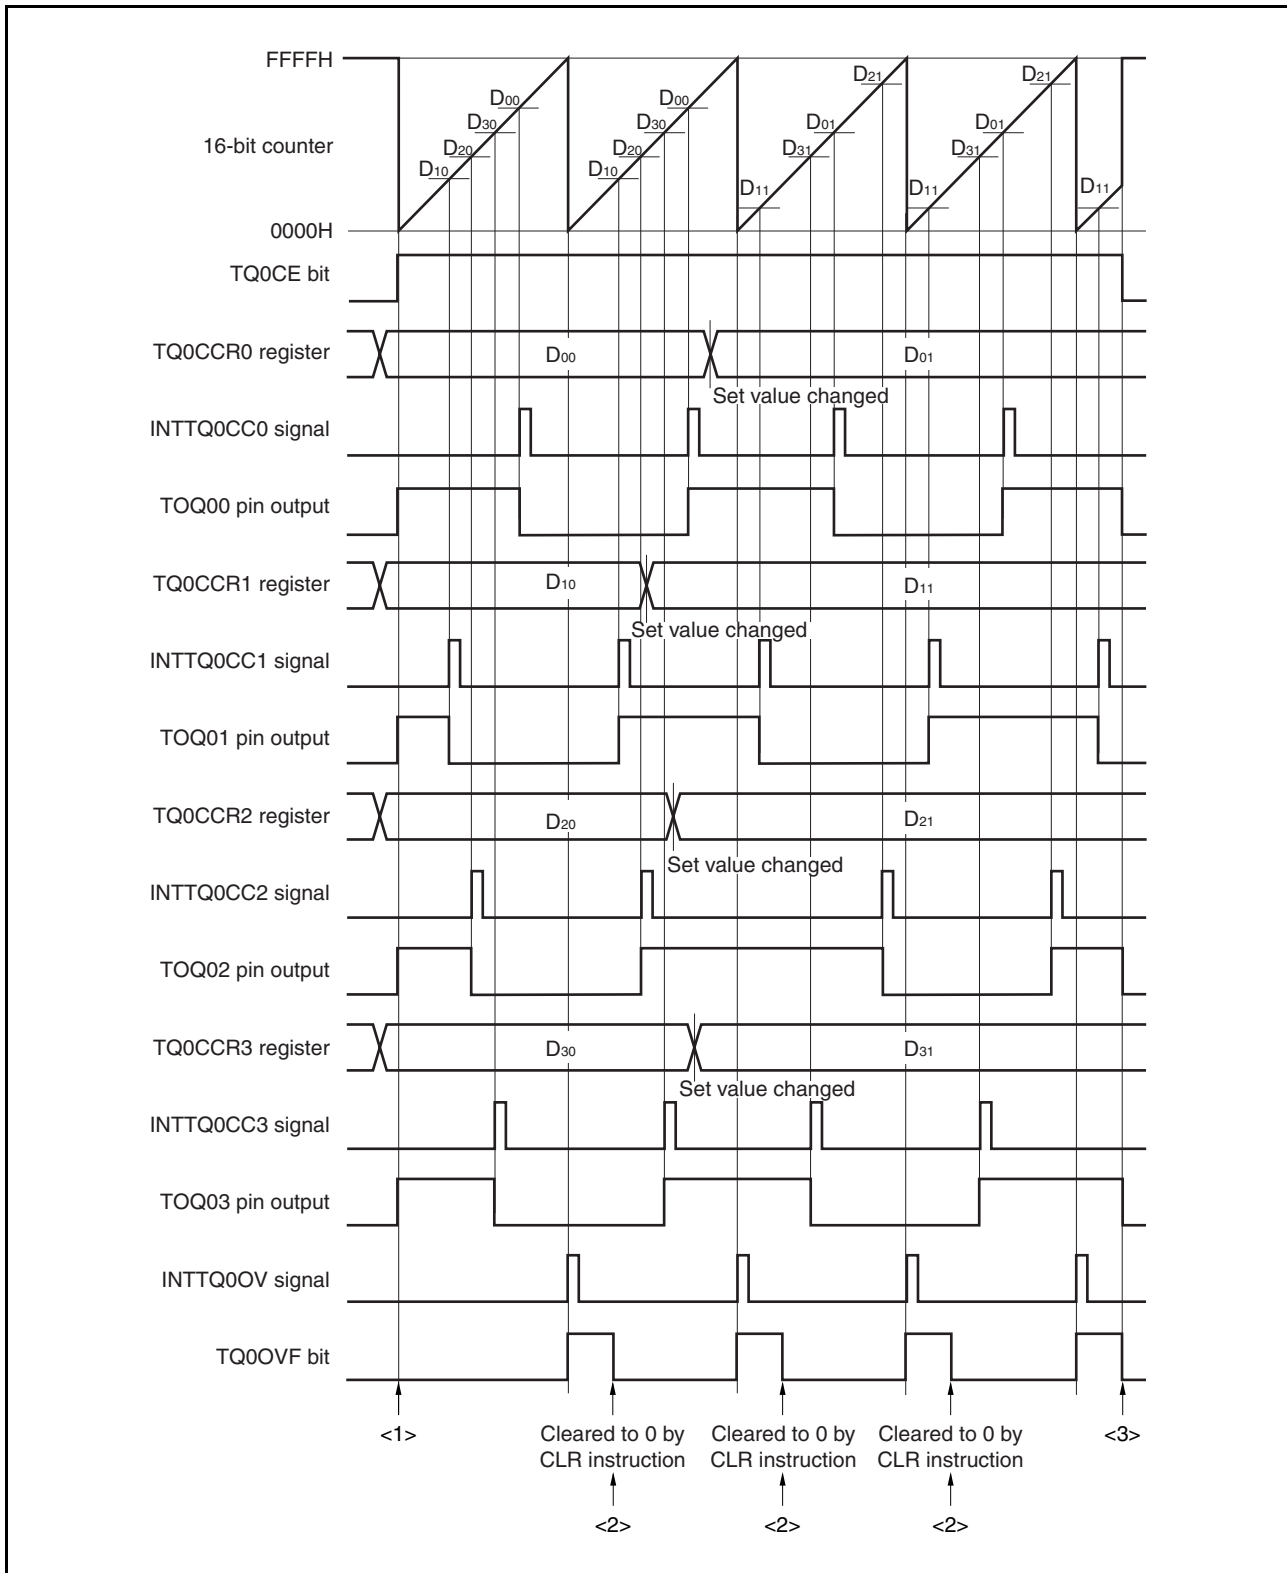 FFFFH
D21 D21
D00 D00
D30 D30 D01 D01
16-bit counter
D20 D20 D31 D31
D10 D10
D11 D11 D11
0000H
TQ0CE bit
TQ0CCR0 register D00 D01
Set value changed
INTTQ0CC0 signal
TOQ00 pin output
TQ0CCR1 register D10 D11
Set value changed
INTTQ0CC1 signal
TOQ01 pin output
TQ0CCR2 register D20 D21
Set value changed
INTTQ0CC2 signal
TOQ02 pin output
TQ0CCR3 register D30 D31
Set value changed
INTTQ0CC3 signal
TOQ03 pin output
INTTQ0OV signal
TQ0OVF bit
<1> Cleared to 0 by Cleared to 0 by Cleared to 0 by <3>
CLR instruction CLR instruction CLR instruction
<2> <2> <2>